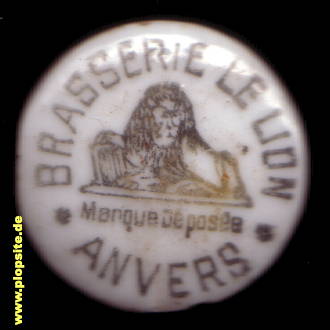 BRASSERIE LE LION
Marque Déposée
* ANVERS *
www.plopsite.de